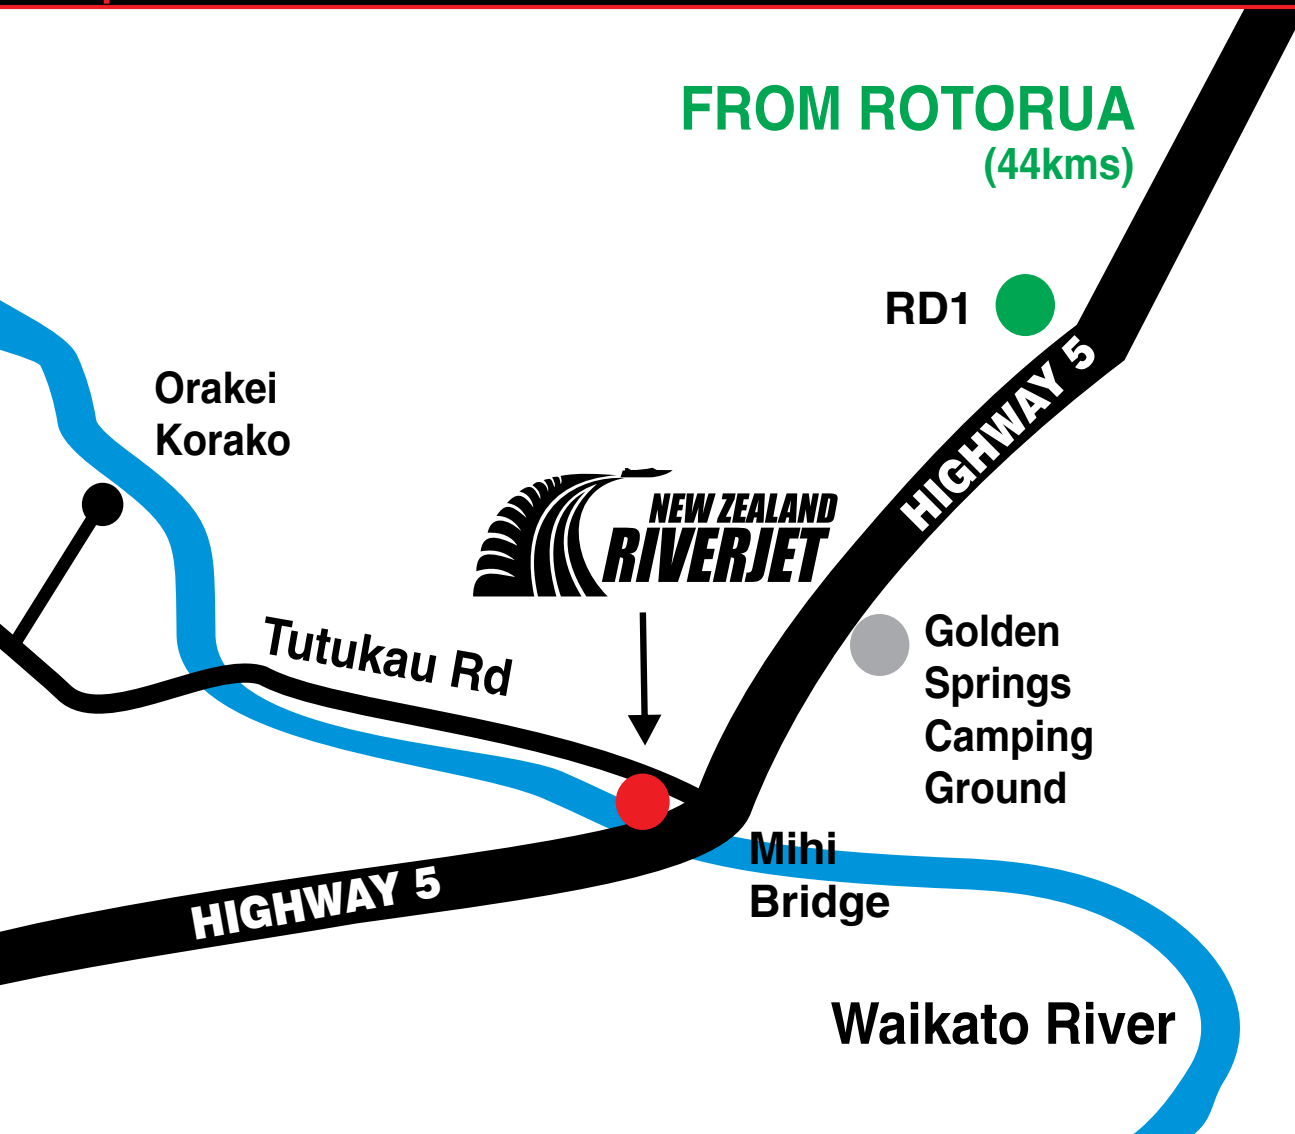 FROM ROTORUA
(44kms)
RD1
HIGHWAY 5
Orakei
Korako
NEW ZEALAND
RIVERJET
Tutukau Rd
Golden
Springs
Camping
Ground
Mihi
Bridge
HIGHWAY 5
Waikato River